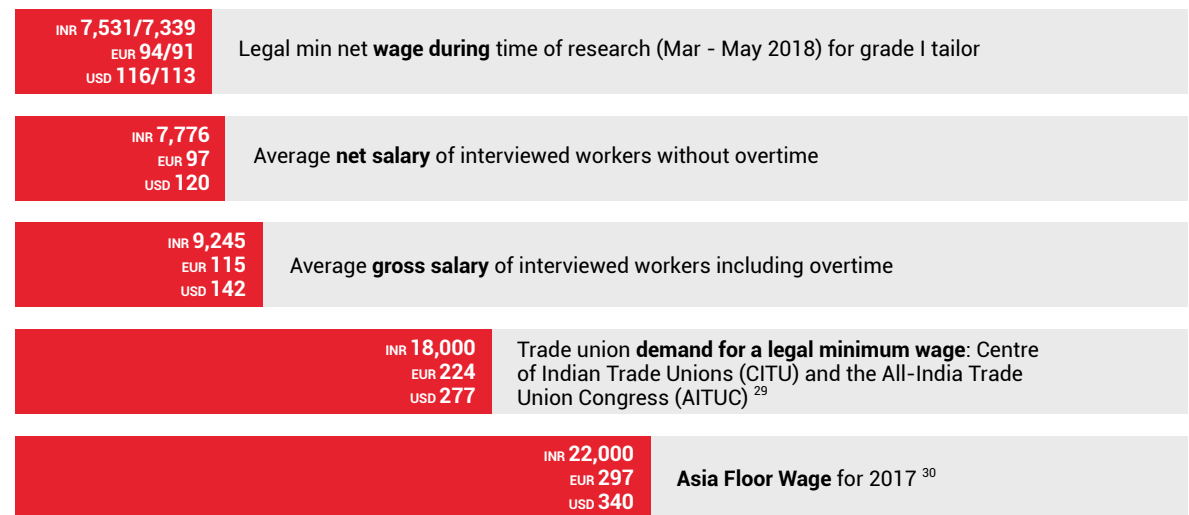 INR 7,531/7,339
EUR 94/91
USD 116/113
Legal min net wage during time of research (Mar - May 2018) for grade I tailor
INR 7,776
EUR 97
USD 120
Average net salary of interviewed workers without overtime
INR 9,245
EUR 115
USD 142
Average gross salary of interviewed workers including overtime
INR 18,000
EUR 224
USD 277
Trade union demand for a legal minimum wage: Centre
of Indian Trade Unions (CITU) and the All-India Trade
Union Congress (AITUC) 29
INR 22,000
EUR 297
USD 340
Asia Floor Wage for 2017 30